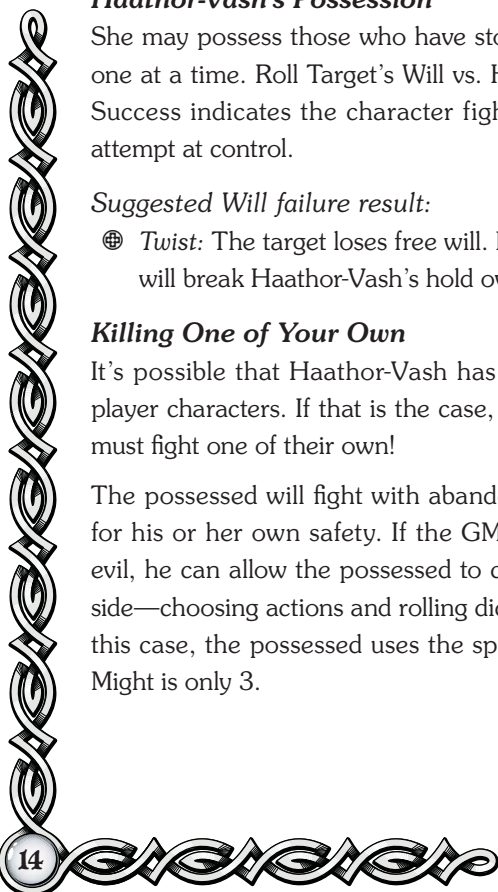 Haathor-Vash's Possession
She may possess those who have sto
one at a time. Roll Target's Will vs. H
Success indicates the character figh
attempt at control.
Suggested Will failure result:
Twist: The target loses free will.
will break Haathor-Vash's hold o
Killing One of Your Own
It's possible that Haathor-Vash has
player characters. If that is the case,
must fight one of their own!
The possessed will fight with aband
for his or her own safety. If the GM
evil, he can allow the possessed to
side—choosing actions and rolling di
this case, the possessed uses the sp
Might is only 3.
14